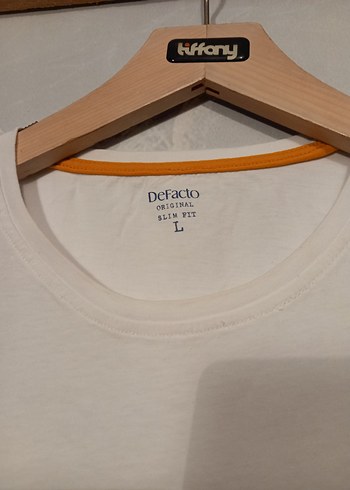 tiffany
DeFacto
ORIGINAL
SLIM FIT
L